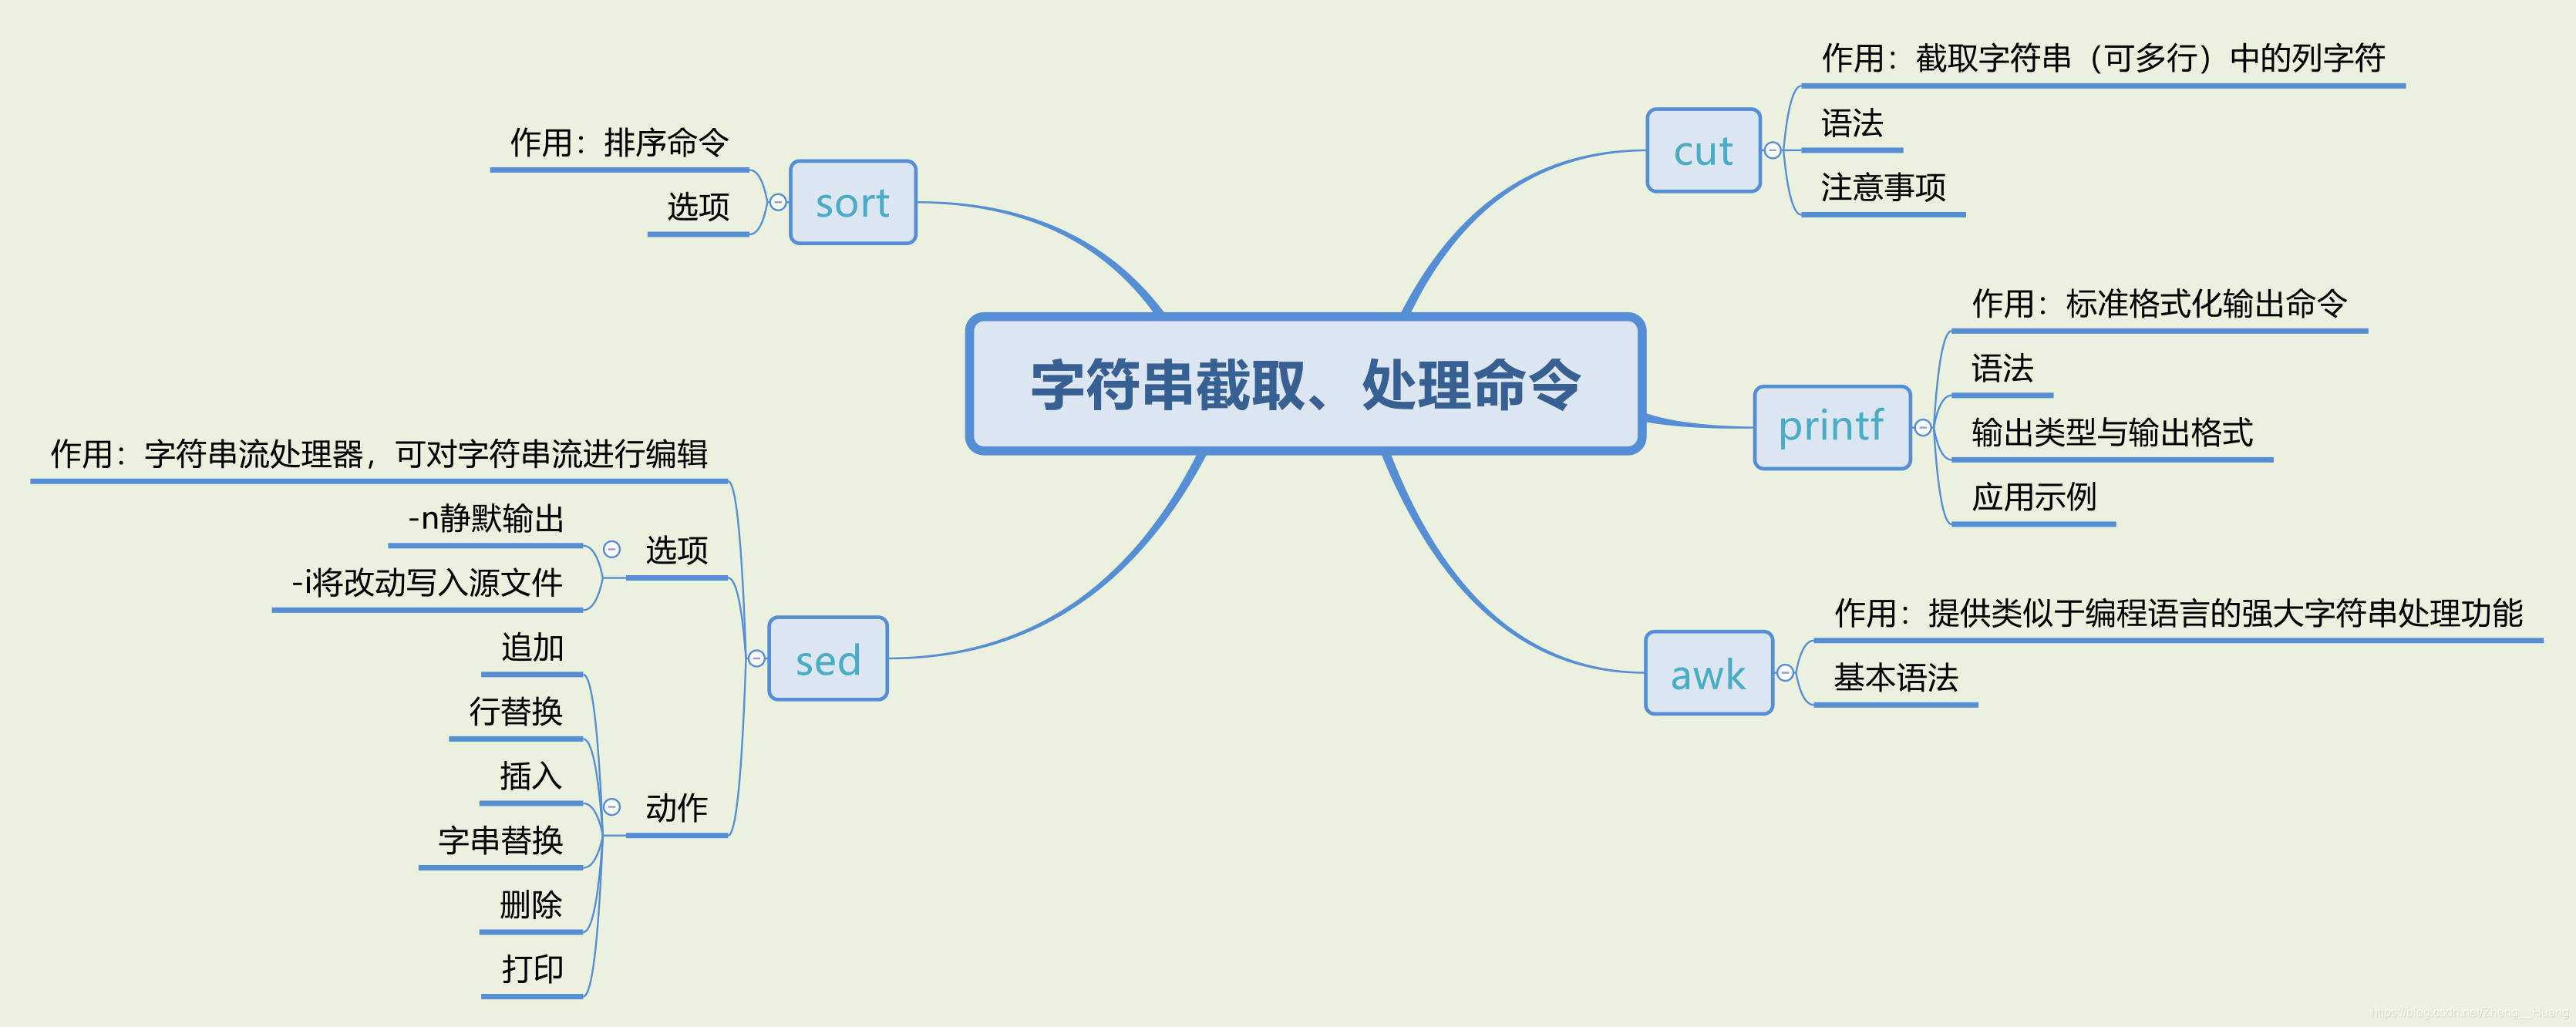 字符串截取、处理命令
cut
作用：截取字符串（可多行）中的列字符
语法
注意事项
printf
作用：标准格式化输出命令
语法
输出类型与输出格式
应用示例
awk
作用：提供类似于编程语言的强大字符串处理功能
基本语法
sed
作用：字符串流处理器，可对字符串流进行编辑
选项
-n静默输出
-i将改动写入源文件
动作
追加
行替换
插入
字串替换
删除
打印
sort
作用：排序命令
选项
https://blog.csdn.net/Zheng__Huang